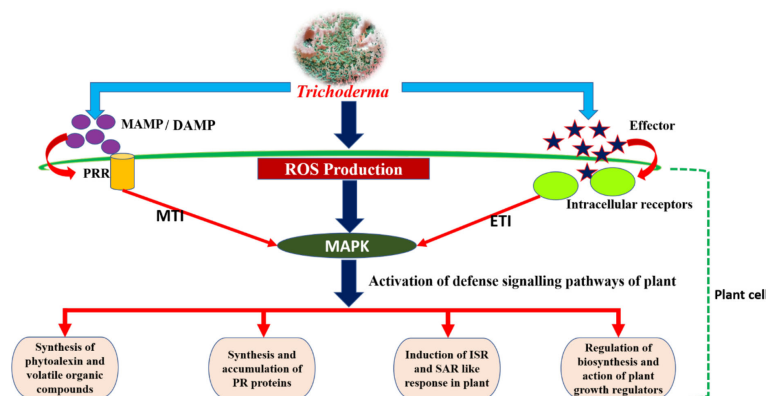 Trichoderma
MAMP / DAMP
Effector
PRR
ROS Production
Intracellular receptors
MTI
ETI
MAPK
Activation of defense signalling pathways of plant
Plant cell
Synthesis of
phytoalexin and
volatile organic
compounds
Synthesis and
accumulation of
PR proteins
Induction of ISR
and SAR like
response in plant
Regulation of
biosynthesis and
action of plant
growth regulators